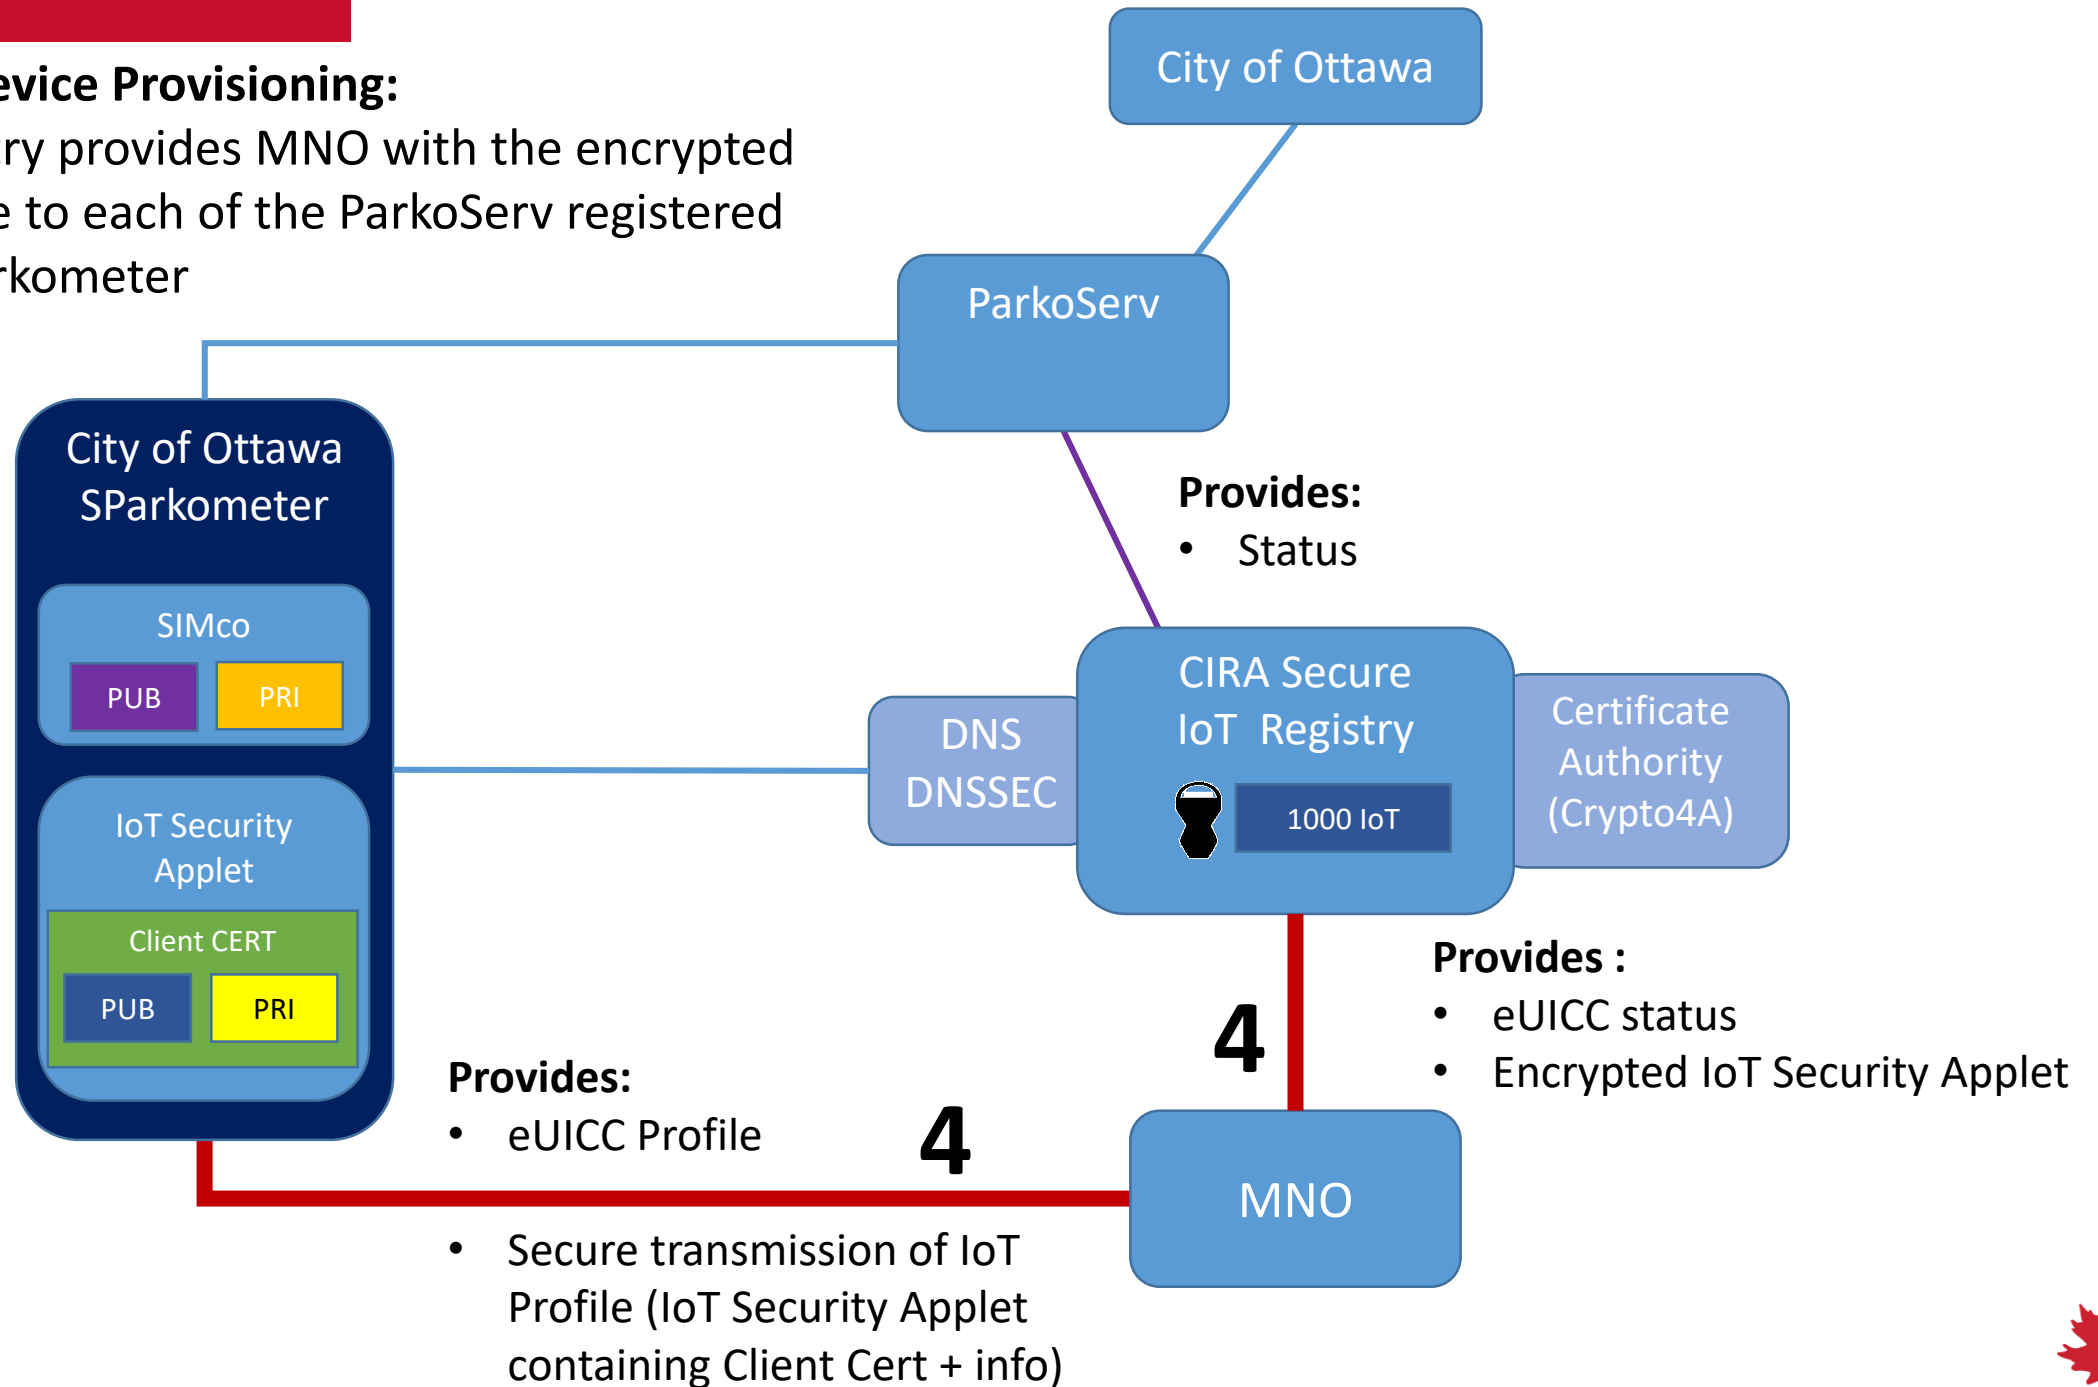 evice Provisioning:
try provides MNO with the encrypted
e to each of the ParkoServ registered
rkometer
City of Ottawa
ParkoServ
City of Ottawa
SParkometer
Provides:
• Status
SIMco
PUB
PRI
CIRA Secure
IoT Registry
1000 IoT
DNS
DNSSEC
Certificate
Authority
(Crypto4A)
IoT Security
Applet
Client CERT
PUB
PRI
Provides :
• eUICC status
• Encrypted IoT Security Applet
4
Provides:
• eUICC Profile
4
MNO
• Secure transmission of IoT
Profile (IoT Security Applet
containing Client Cert + info)